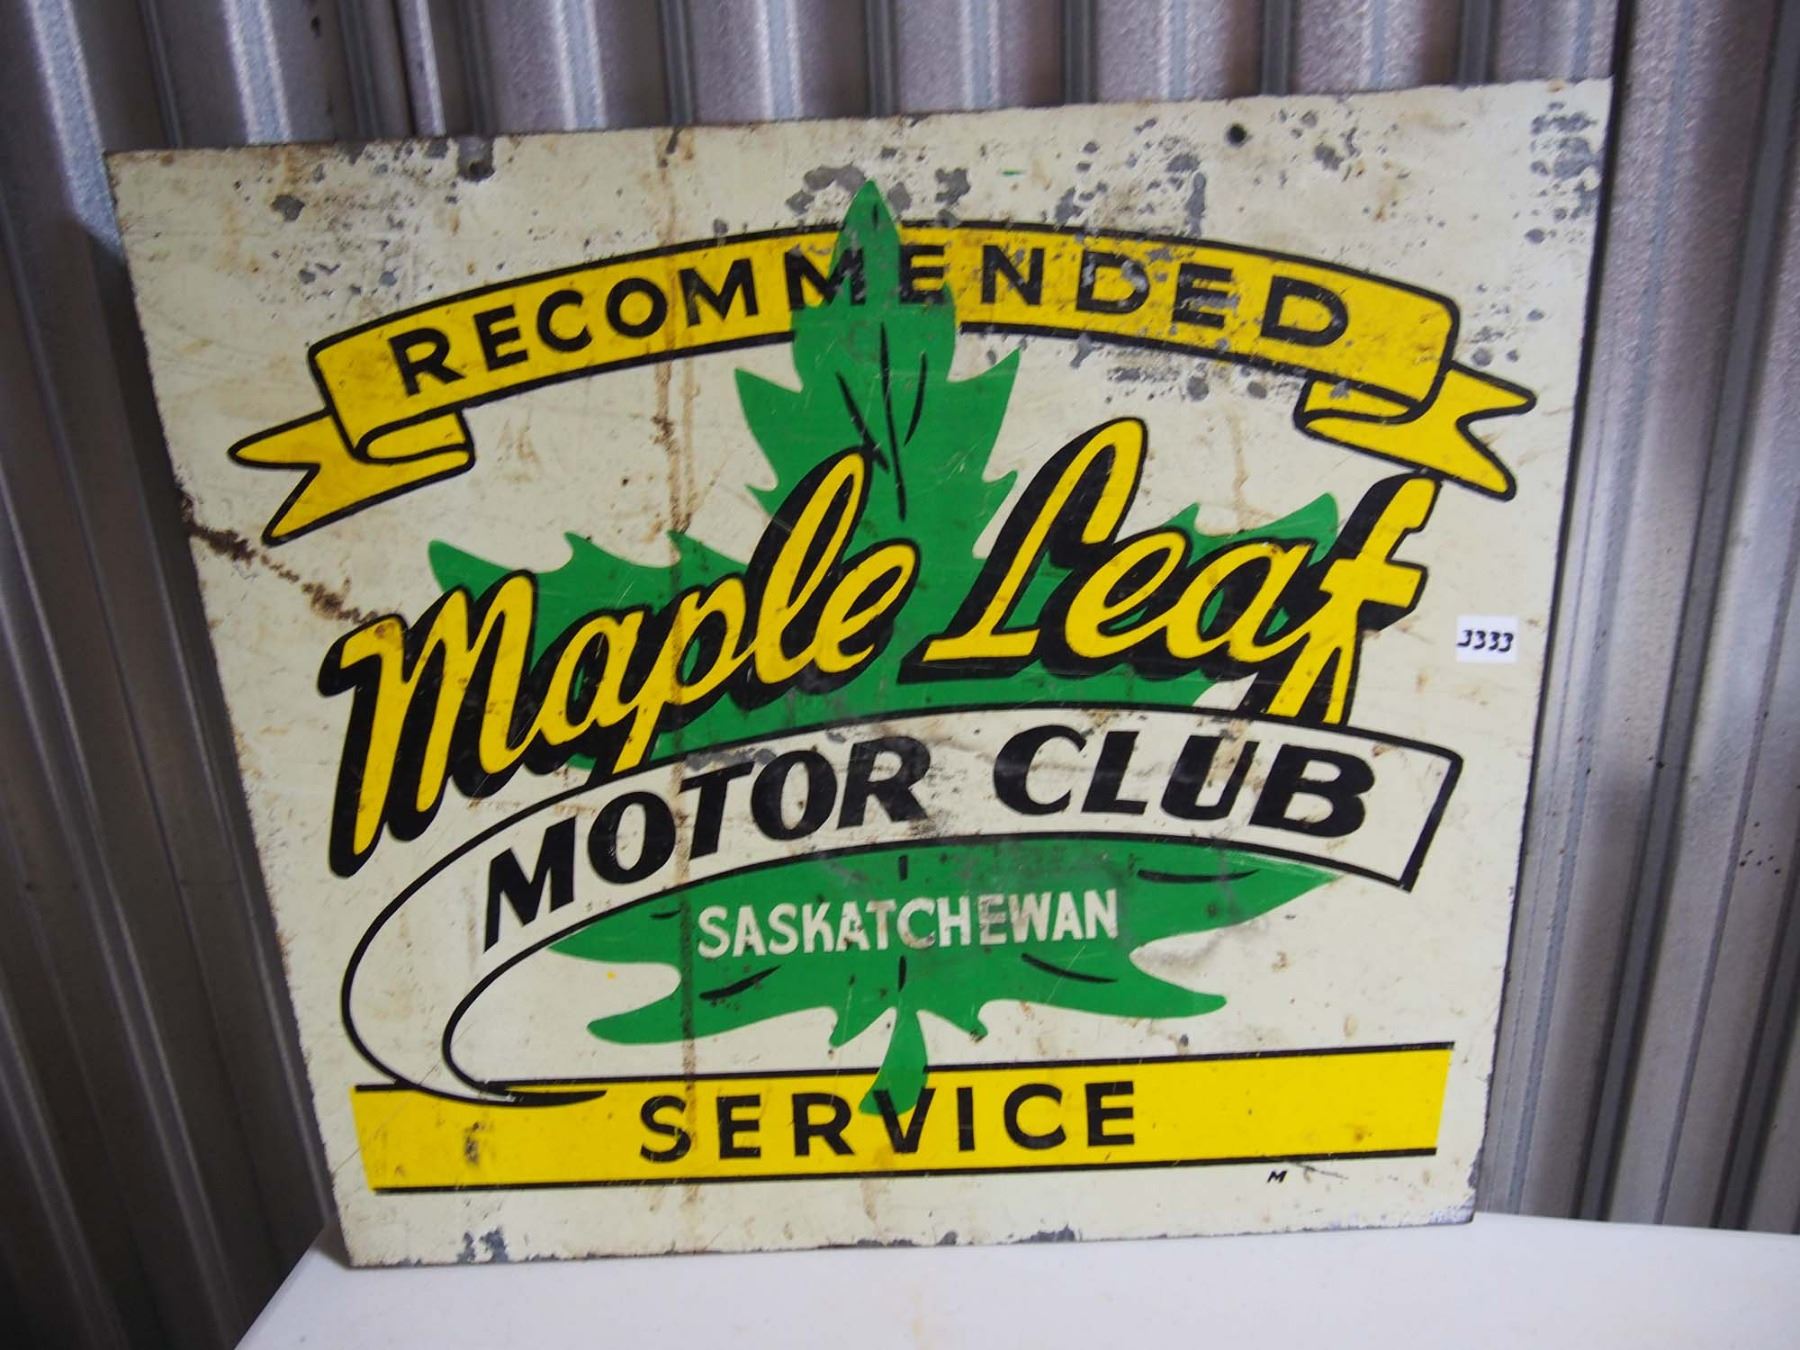 RECOMMENDED
Maple Leaf
J333
MOTOR CLUB
SASKATCHEWAN
SERVICE
M